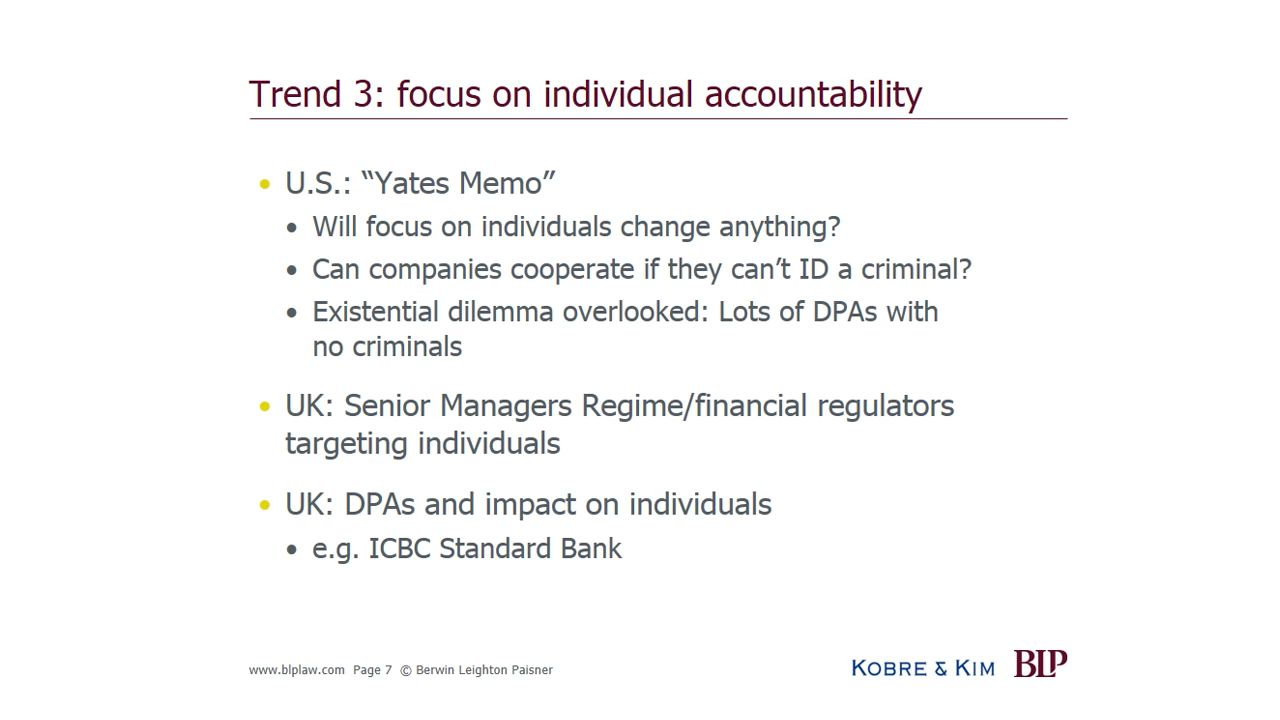 Trend 3: focus on individual accountability
• U.S.: “Yates Memo”
• Will focus on individuals change anything?
• Can companies cooperate if they can’t ID a criminal?
• Existential dilemma overlooked: Lots of DPAs with
no criminals
• UK: Senior Managers Regime/financial regulators
targeting individuals
• UK: DPAs and impact on individuals
• e.g. ICBC Standard Bank
www.blplaw.com Page 7 © Berwin Leighton Paisner
KOBRE & KIM
BLP